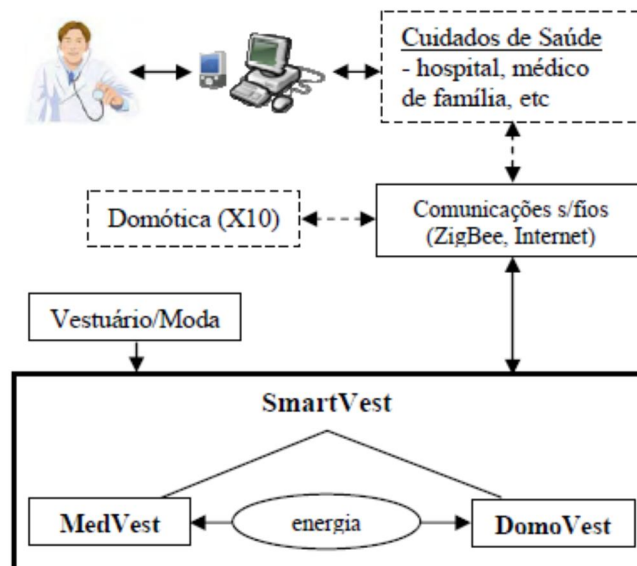 Cuidados de Saúde
- hospital, médico
de família, etc
Domótica (X10)
Comunicações s/fios
(ZigBee, Internet)
Vestuário/Moda
SmartVest
MedVest
energia
DomoVest